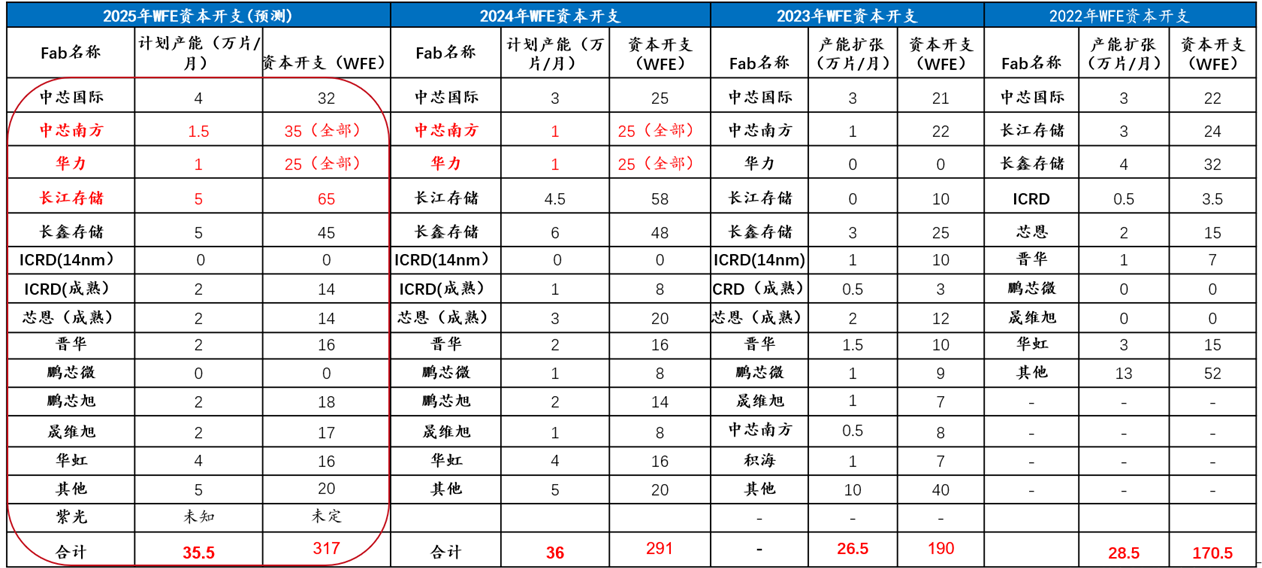 2025年WFE资本开支(预测) 2024年WFE资本开支 2023年WFE资本开支 2022年WFE资本开支
Fab名称 计划产能（万片/月） 资本开支（WFE） Fab名称 计划产能（万片/月） 资本开支（WFE） Fab名称 产能扩张（万片/月） 资本开支（WFE） Fab名称 产能扩张（万片/月） 资本开支（WFE）
中芯国际 4 32 中芯国际 3 25 中芯国际 3 21 中芯国际 3 22
中芯南方 1.5 35（全部） 中芯南方 1 25（全部） 中芯南方 1 22 长江存储 3 24
华力 1 25（全部） 华力 1 25（全部） 华力 0 0 长鑫存储 4 32
长江存储 5 65 长江存储 4.5 58 长江存储 0 10 ICRD 0.5 3.5
长鑫存储 5 45 长鑫存储 6 48 长鑫存储 3 25 芯恩 2 15
ICRD(14nm） 0 0 ICRD(14nm） 0 0 ICRD(14nm) 1 10 晋华 1 7
ICRD(成熟) 2 14 ICRD(成熟) 1 8 CRD（成熟) 0.5 3 鹏芯微 0 0
芯恩（成熟) 2 14 芯恩（成熟) 3 20 芯恩（成熟) 2 12 晟维旭 0 0
晋华 2 16 晋华 2 16 晋华 1.5 10 华虹 3 15
鹏芯微 0 0 鹏芯微 1 8 鹏芯微 1 9 其他 13 52
鹏芯旭 2 18 鹏芯旭 2 14 晟维旭 1 7 - - -
晟维旭 2 17 晟维旭 1 8 中芯南方 0.5 8 - - -
华虹 4 16 华虹 4 16 积海 1 7 - - -
其他 5 20 其他 5 20 其他 10 40 - - -
紫光 未知 未定 - - -
合计 35.5 317 合计 36 291 - 26.5 190 28.5 170.5